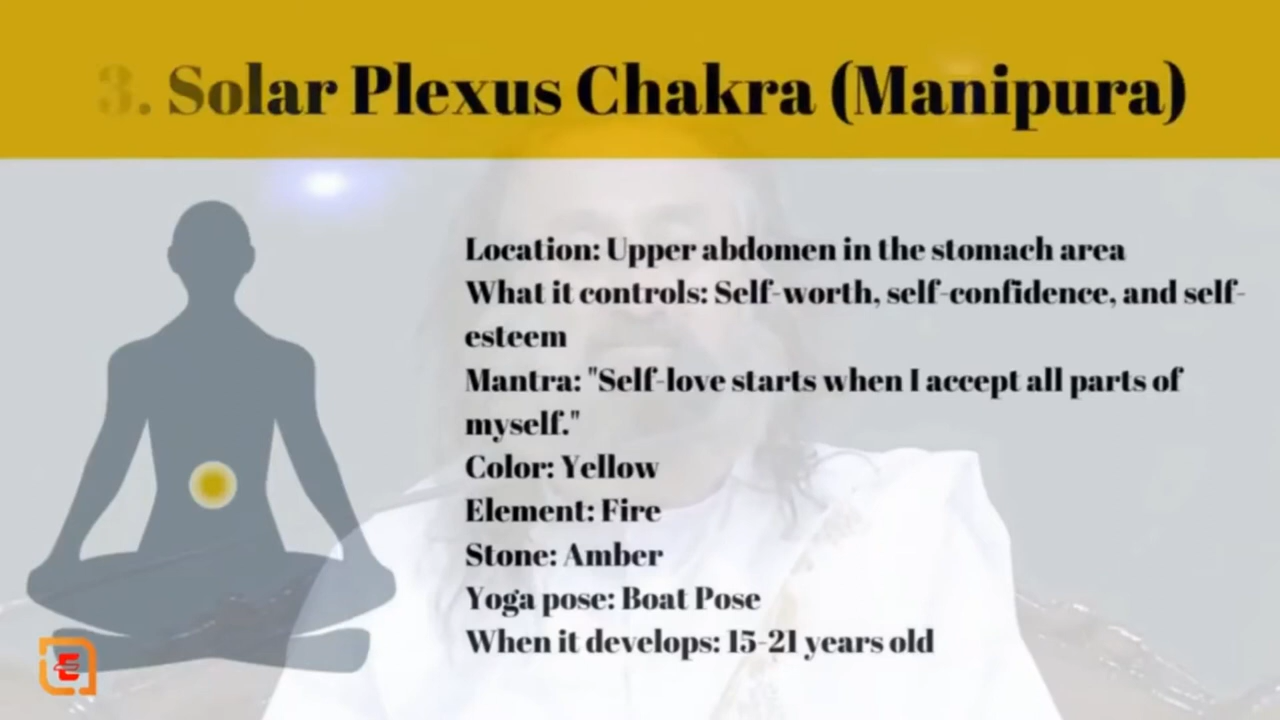 3. Solar Plexus Chakra (Manipura)
Location: Upper abdomen in the stomach area
What it controls: Self-worth, self-confidence, and self-
esteem
Mantra: "Self-love starts when I accept all parts of
myself."
Color: Yellow
Element: Fire
Stone: Amber
Yoga pose: Boat Pose
When it develops: 15-21 years old
E